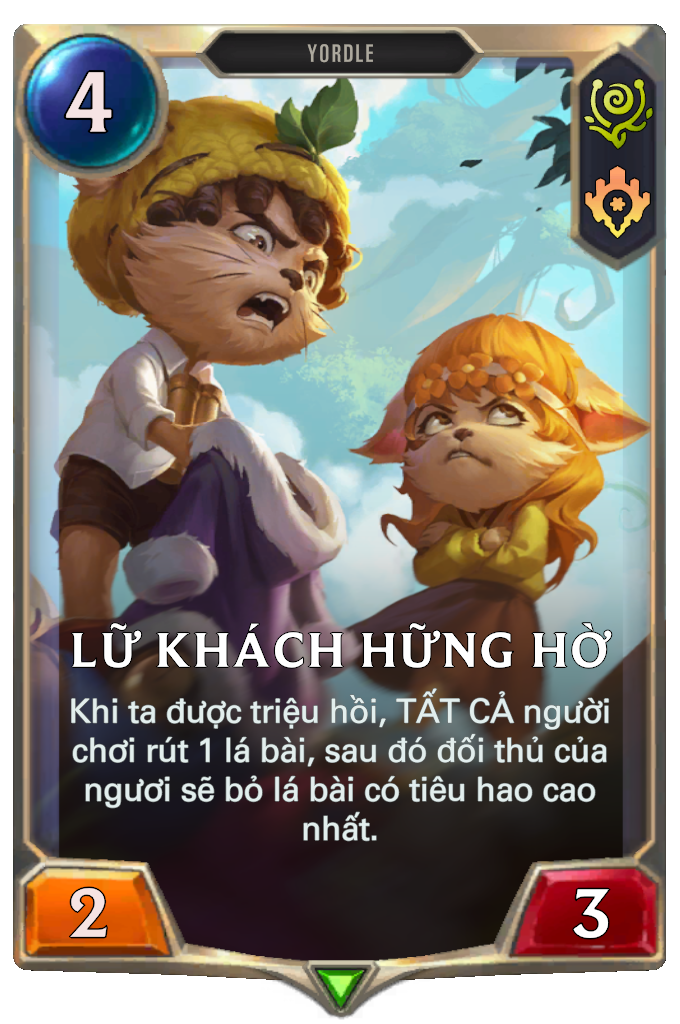 YORDLE
4
LỮ KHÁCH HỮNG HỜ
Khi ta được triệu hồi, TẤT CẢ người
chơi rút 1 lá bài, sau đó đối thủ của
ngươi sẽ bỏ lá bài có tiêu hao cao
nhất.
2
3